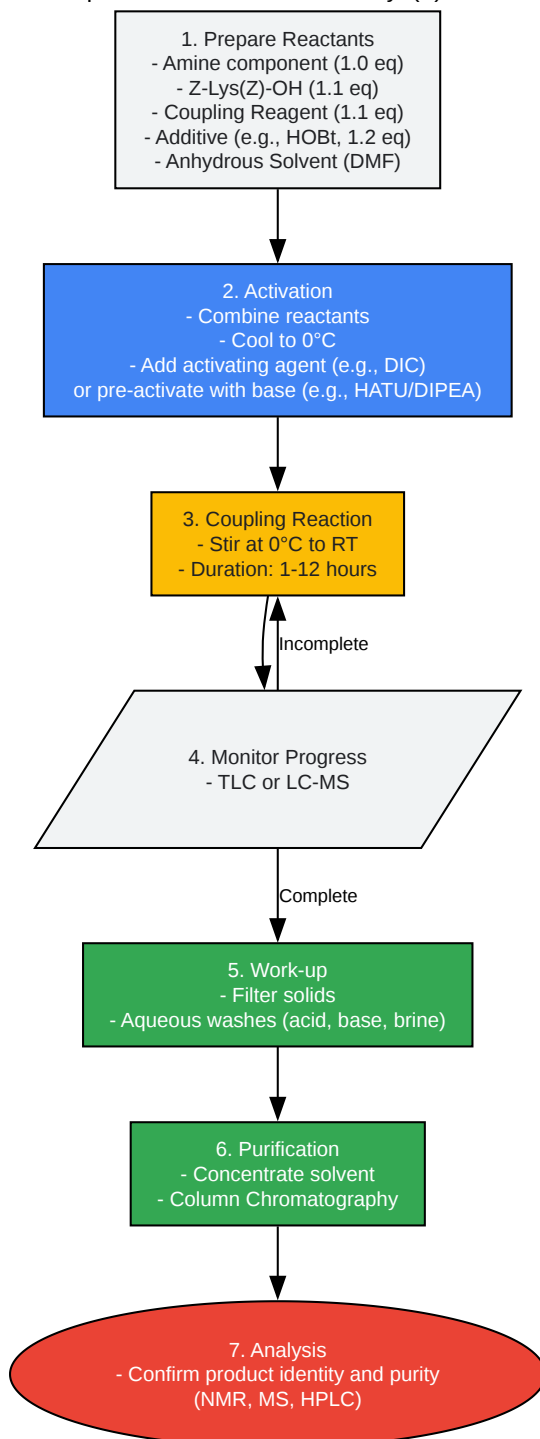 1. Prepare Reactants
- Amine component (1.0 eq)
- Z-Lys(Z)-OH (1.1 eq)
- Coupling Reagent (1.1 eq)
- Additive (e.g., HOBt, 1.2 eq)
- Anhydrous Solvent (DMF)
2. Activation
- Combine reactants
- Cool to 0°C
- Add activating agent (e.g., DIC)
or pre-activate with base (e.g., HATU/DIPEA)
3. Coupling Reaction
- Stir at 0°C to RT
- Duration: 1-12 hours
Incomplete
4. Monitor Progress
- TLC or LC-MS
Complete
5. Work-up
- Filter solids
- Aqueous washes (acid, base, brine)
6. Purification
- Concentrate solvent
- Column Chromatography
7. Analysis
- Confirm product identity and purity
(NMR, MS, HPLC)